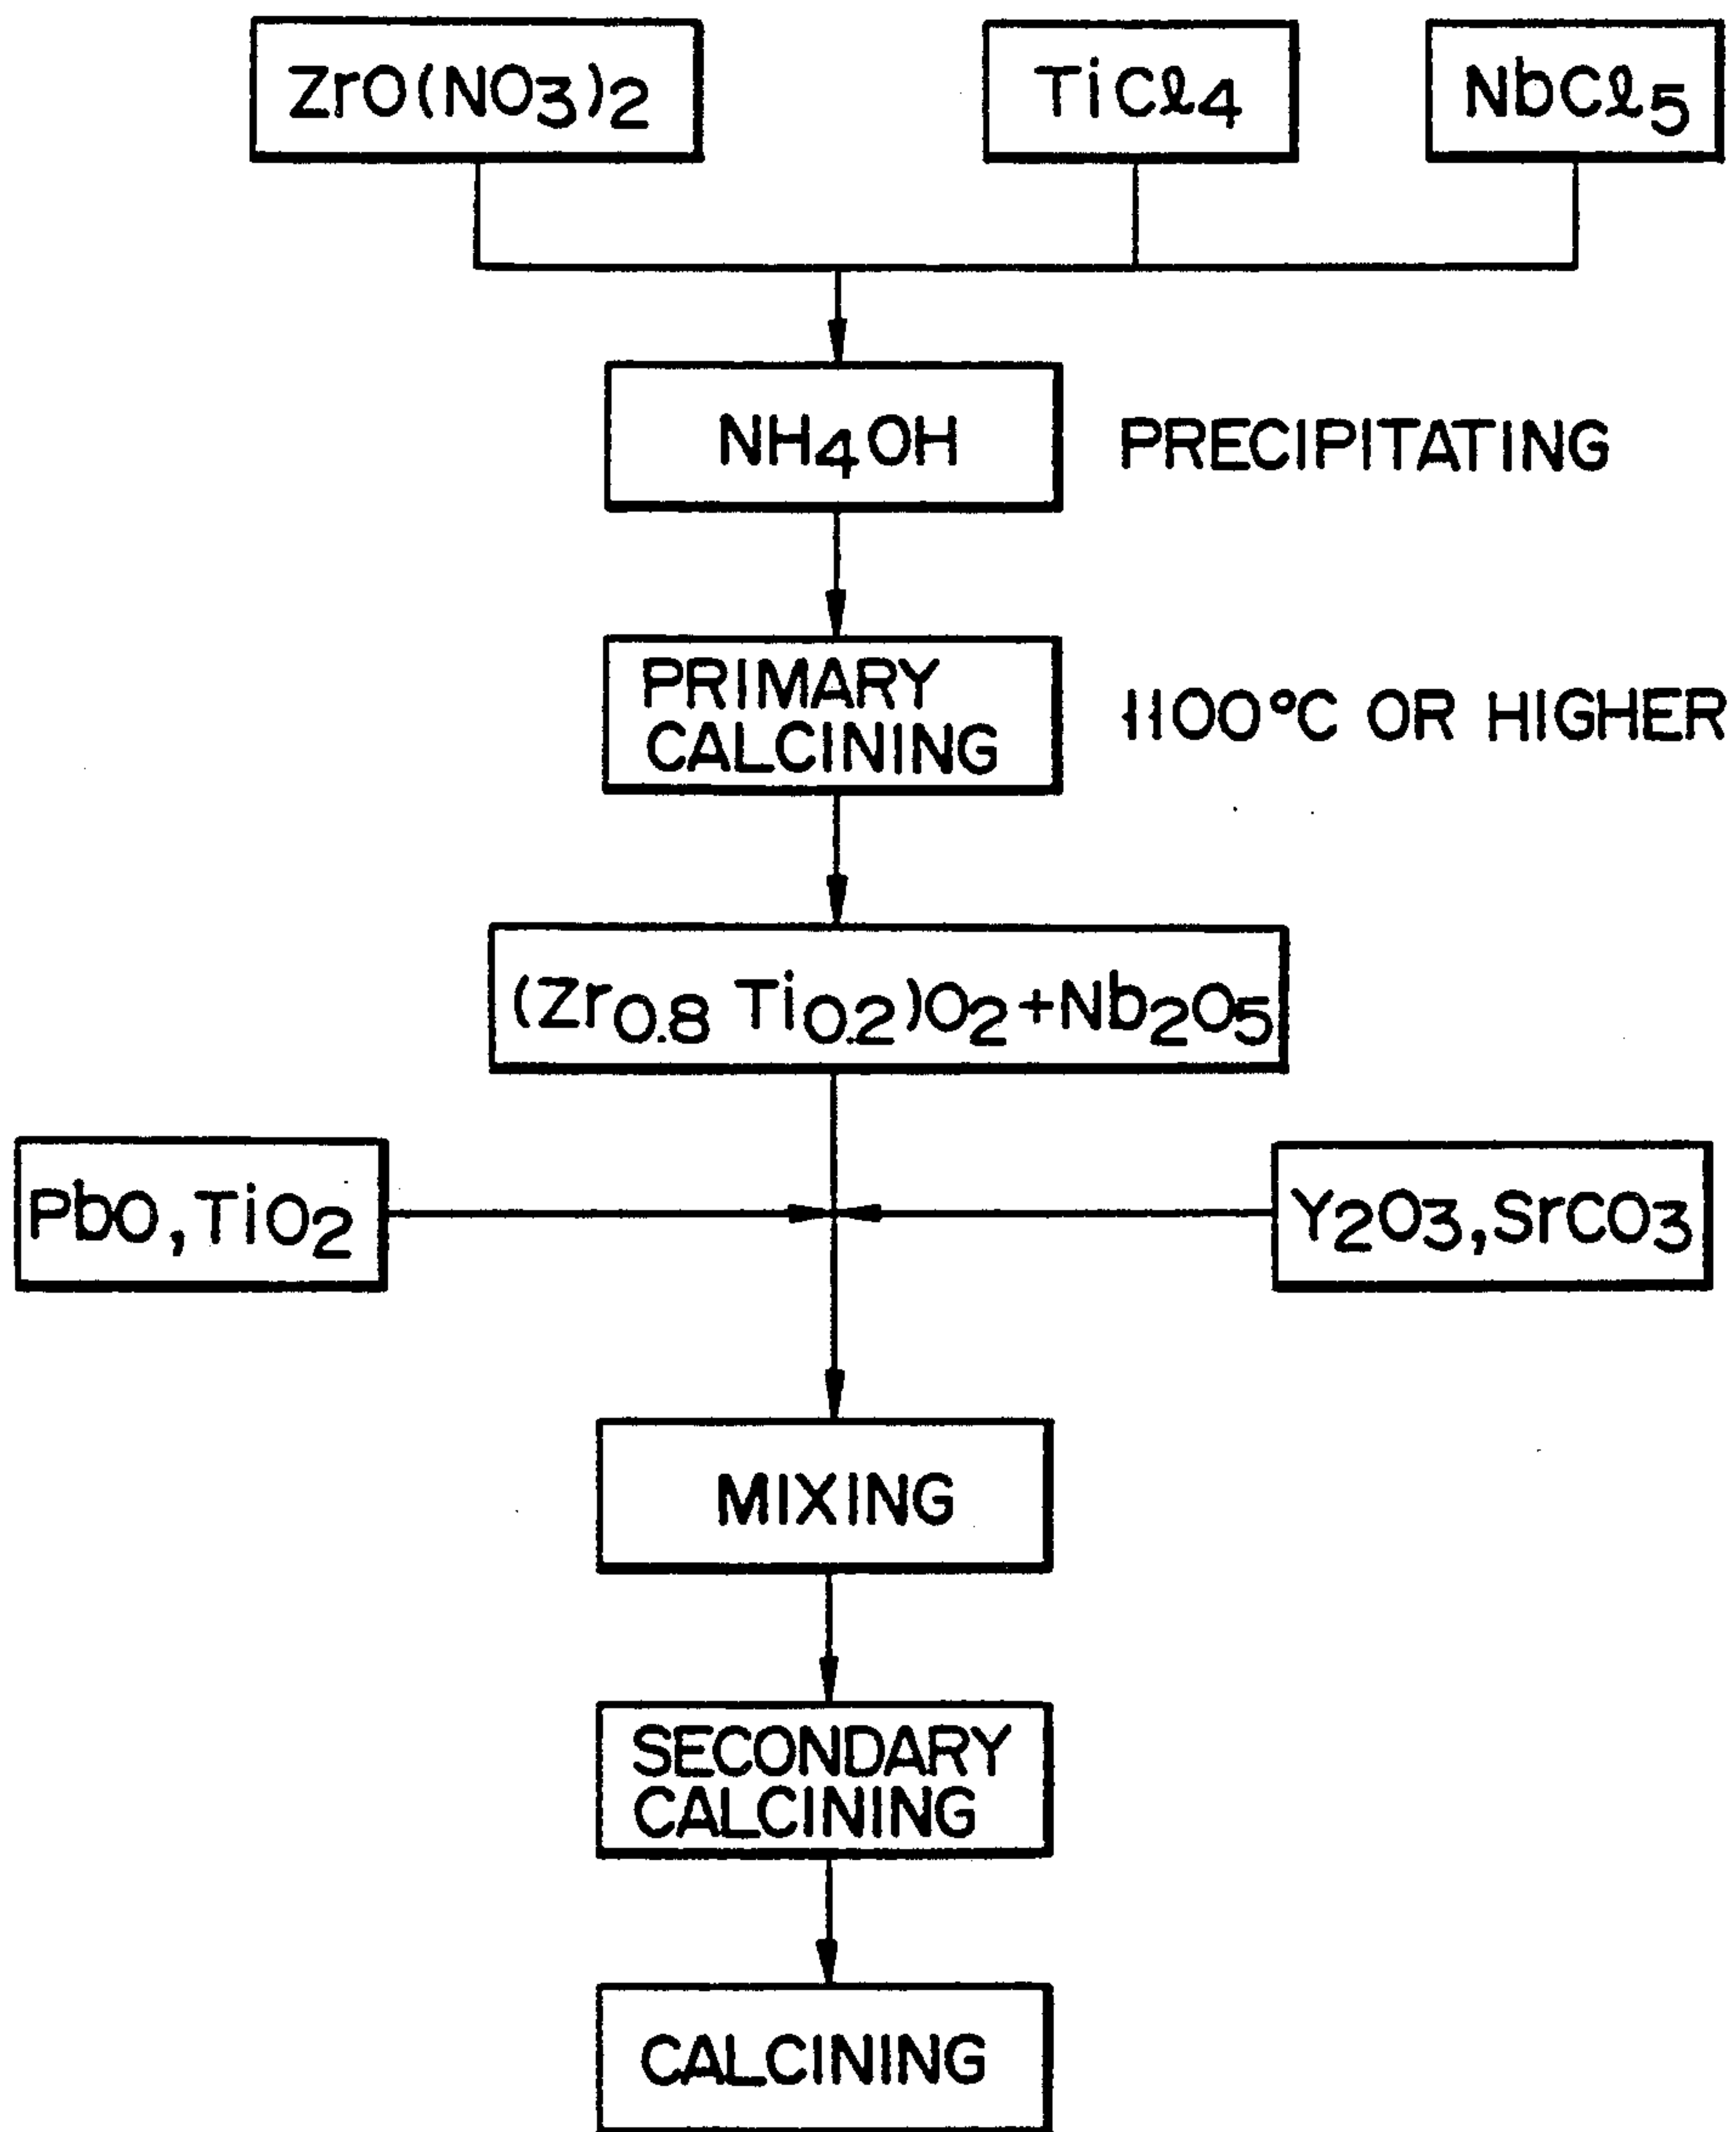 ZrO(NO3)2
TiCl4
NbCl5
NH4OH
PRECIPITATING
PRIMARY
CALCINING
1100°C OR HIGHER
(Zr0.8 Ti0.2)O2+Nb2O5
PbO,TiO2
Y2O3,SrCO3
MIXING
SECONDARY
CALCINING
CALCINING